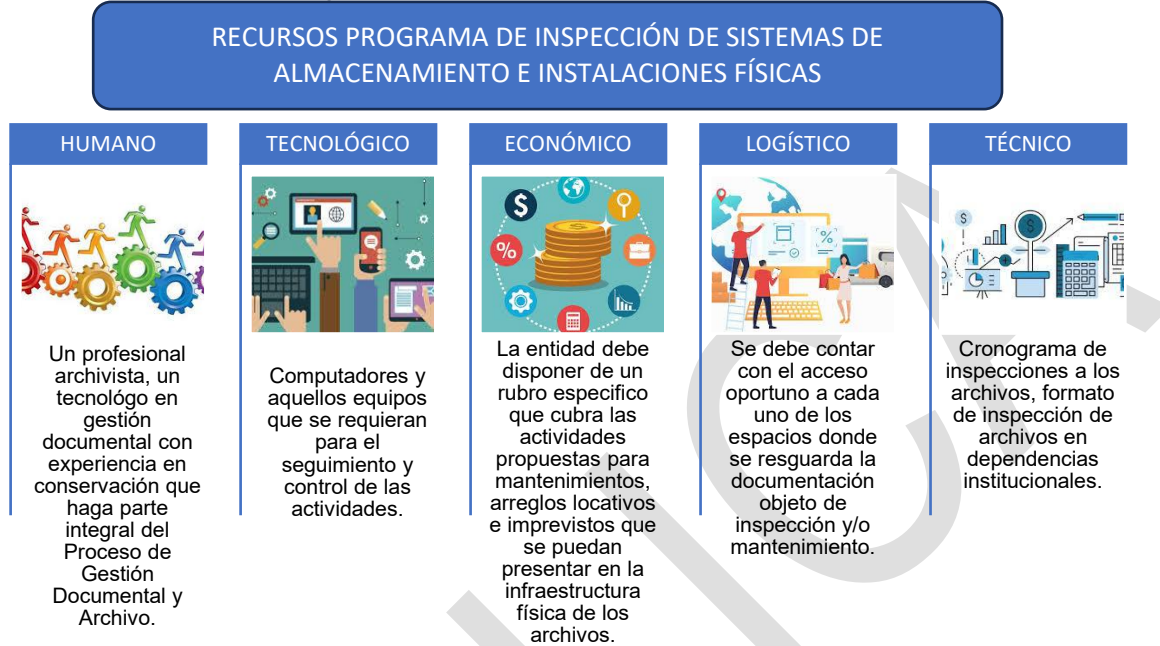 RECURSOS PROGRAMA DE INSPECCIÓN DE SISTEMAS DE
ALMACENAMIENTO E INSTALACIONES FÍSICAS
HUMANO
Un profesional
archivista, un
tecnológo en
gestión
documental con
experiencia en
conservación que
haga parte
integral del
Proceso de
Gestión
Documental y
Archivo.
TECNOLÓGICO
Computadores y
aquellos equipos
que se requieran
para el
seguimiento y
control de las
actividades.
ECONÓMICO
La entidad debe
disponer de un
rubro especifico
que cubra las
actividades
propuestas para
mantenimientos,
arreglos locativos
e imprevistos que
se puedan
presentar en la
infraestructura
física de los
archivos.
LOGÍSTICO
Se debe contar
con el acceso
oportuno a cada
uno de los
espacios donde
se resguarda la
documentación
objeto de
inspección y/o
mantenimiento.
TÉCNICO
Cronograma de
inspecciones a los
archivos, formato
de inspección de
archivos en
dependencias
institucionales.